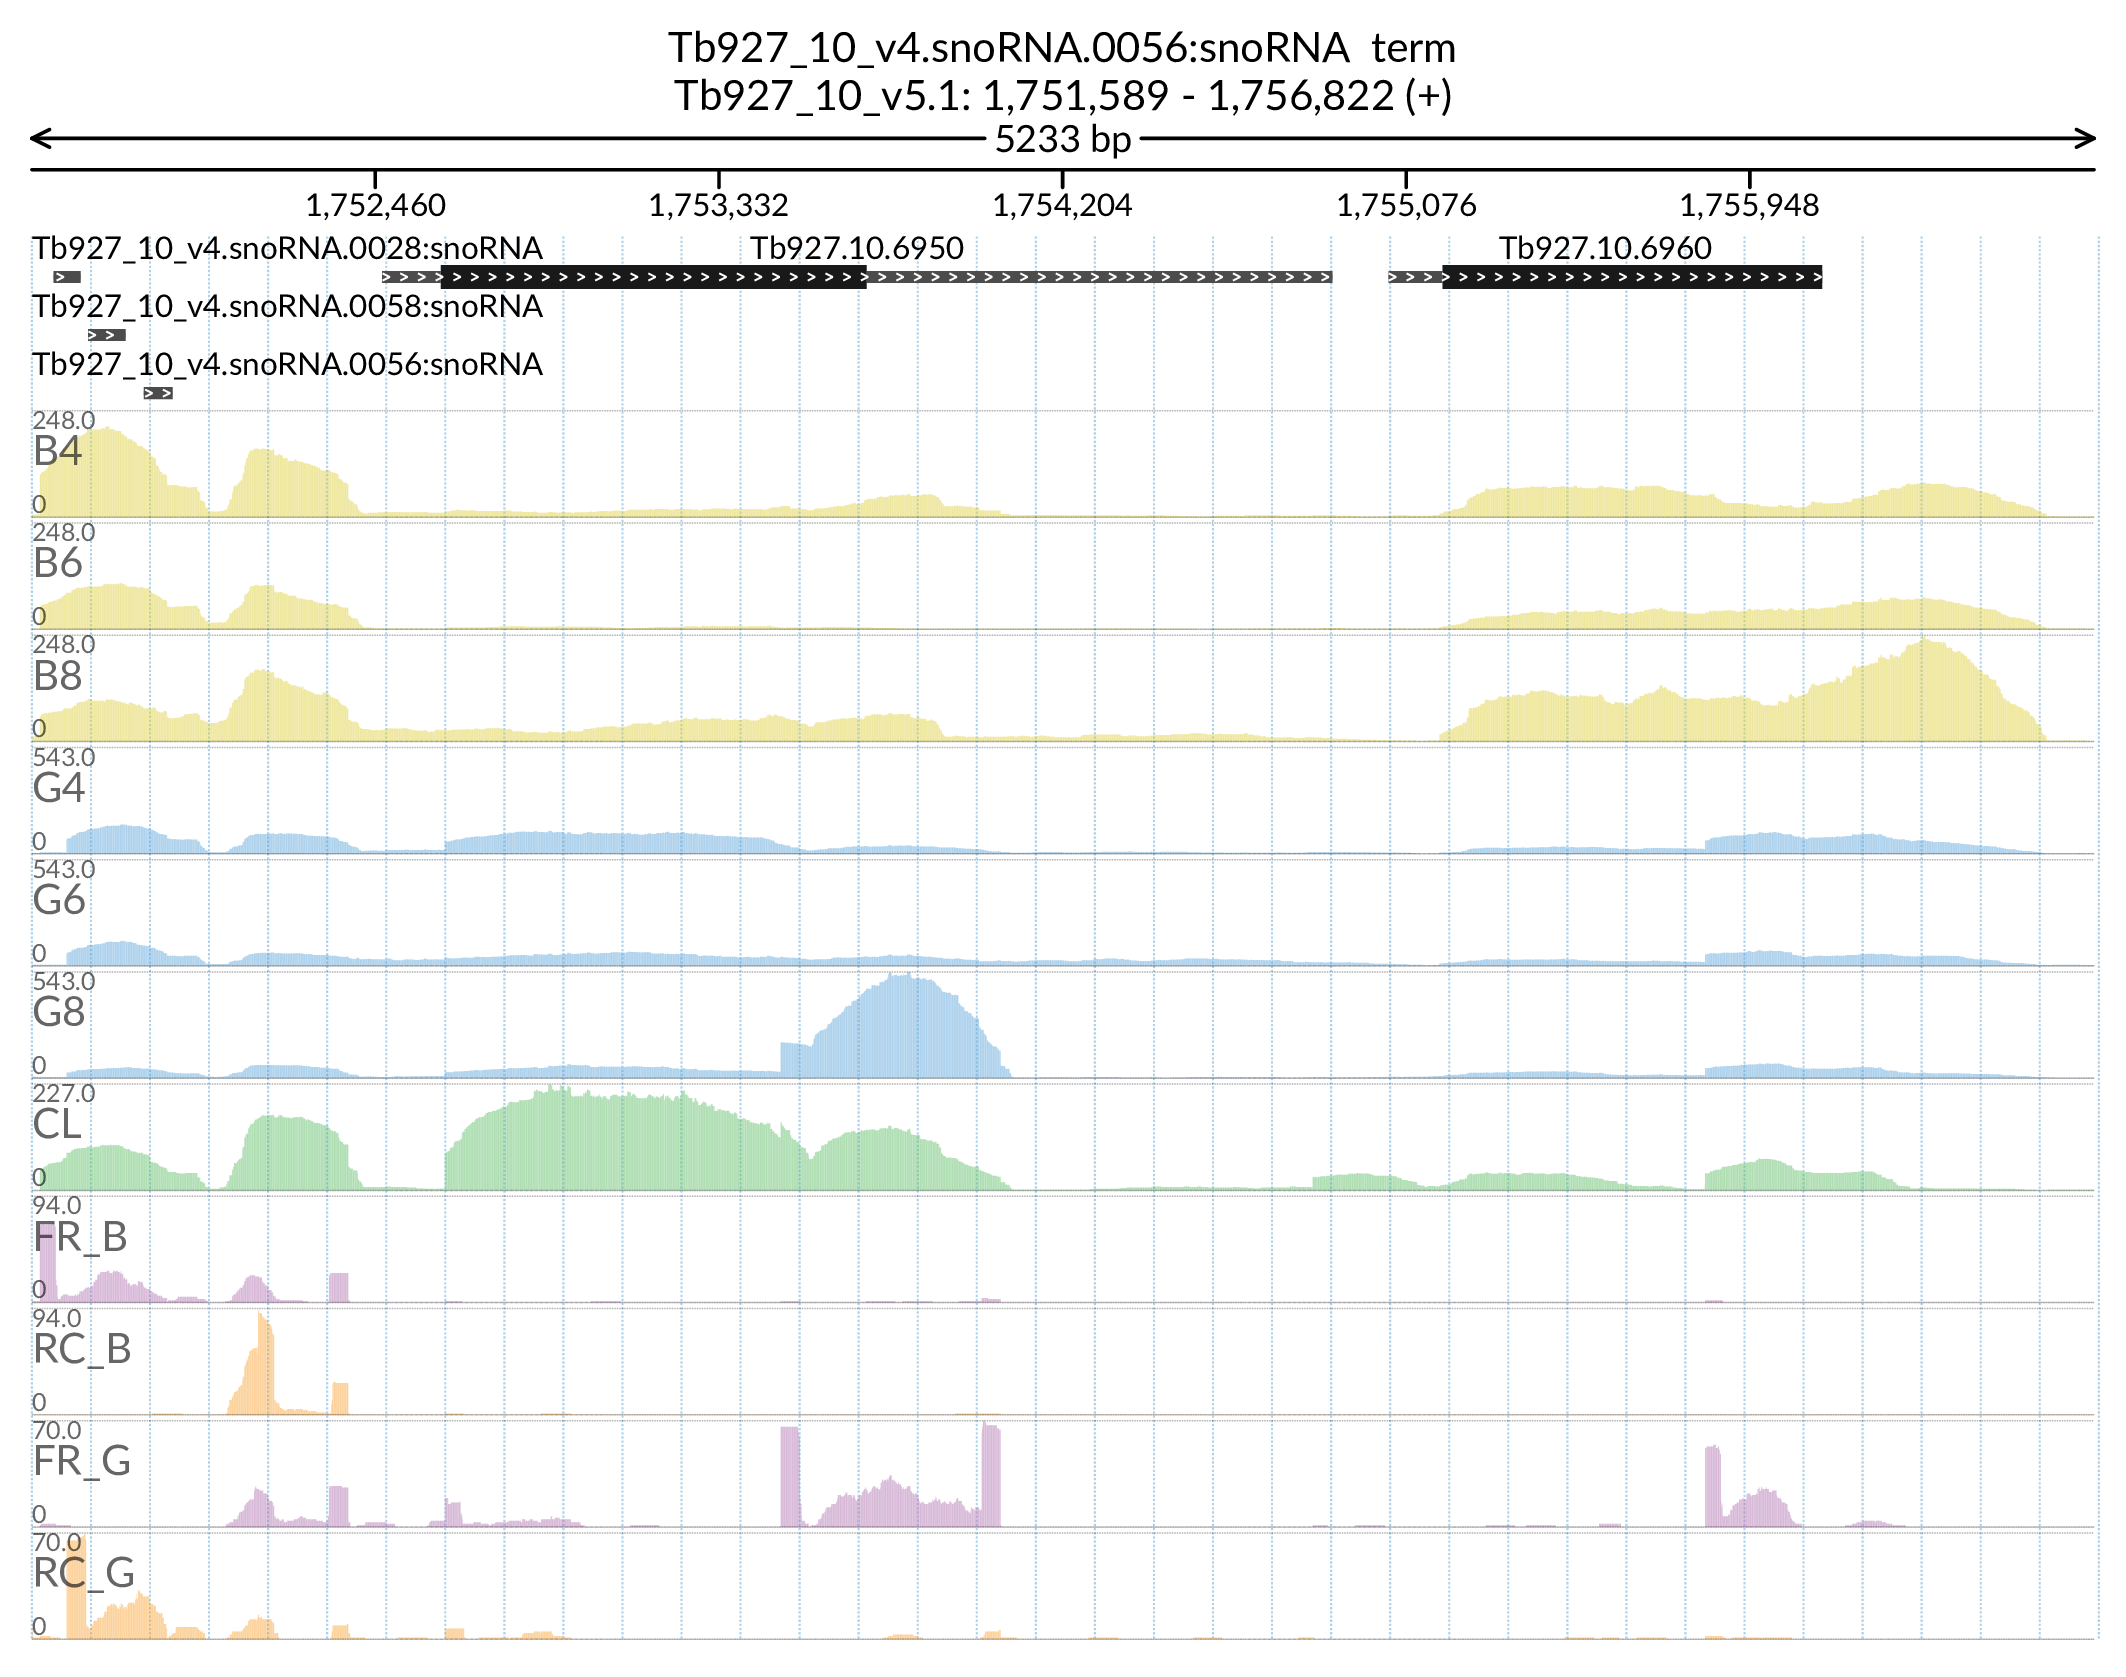 Tb927_10_v4.snoRNA.0056:snoRNA term
Tb927_10_v5.1: 1,751,589 - 1,756,822 (+)
5233 bp
1,752,460 1,753,332 1,754,204 1,755,076 1,755,948
Tb927_10_v4.snoRNA.0028:snoRNA Tb927.10.6950 Tb927.10.6960
Tb927_10_v4.snoRNA.0058:snoRNA
Tb927_10_v4.snoRNA.0056:snoRNA
248.0
B4
0
248.0
B6
0
248.0
B8
0
543.0
G4
0
543.0
G6
0
543.0
G8
0
227.0
CL
0
94.0
FR_B
0
94.0
RC_B
0
70.0
FR_G
0
70.0
RC_G
0